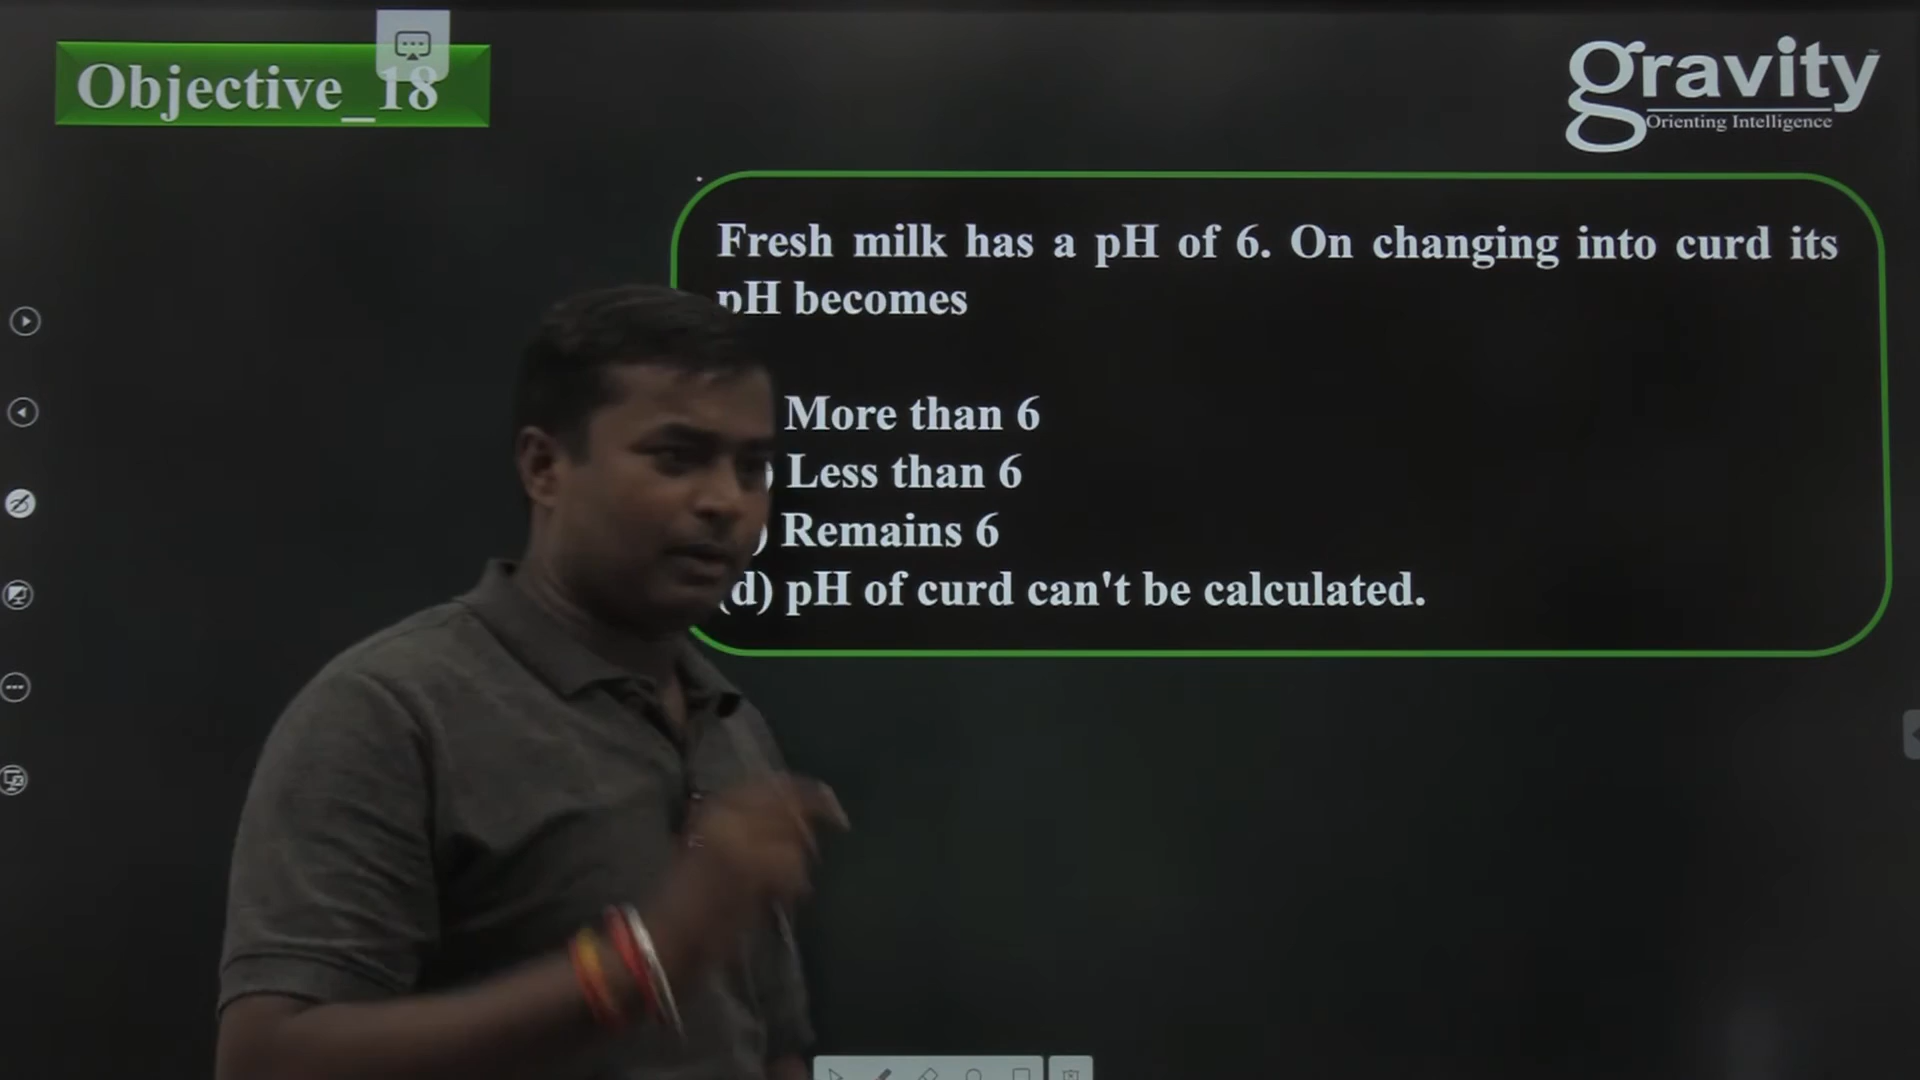 Objective_18
gravity
Orienting Intelligence
Fresh milk has a pH of 6. On changing into curd its
pH becomes
More than 6
) Less than 6
) Remains 6
(d) pH of curd can't be calculated.